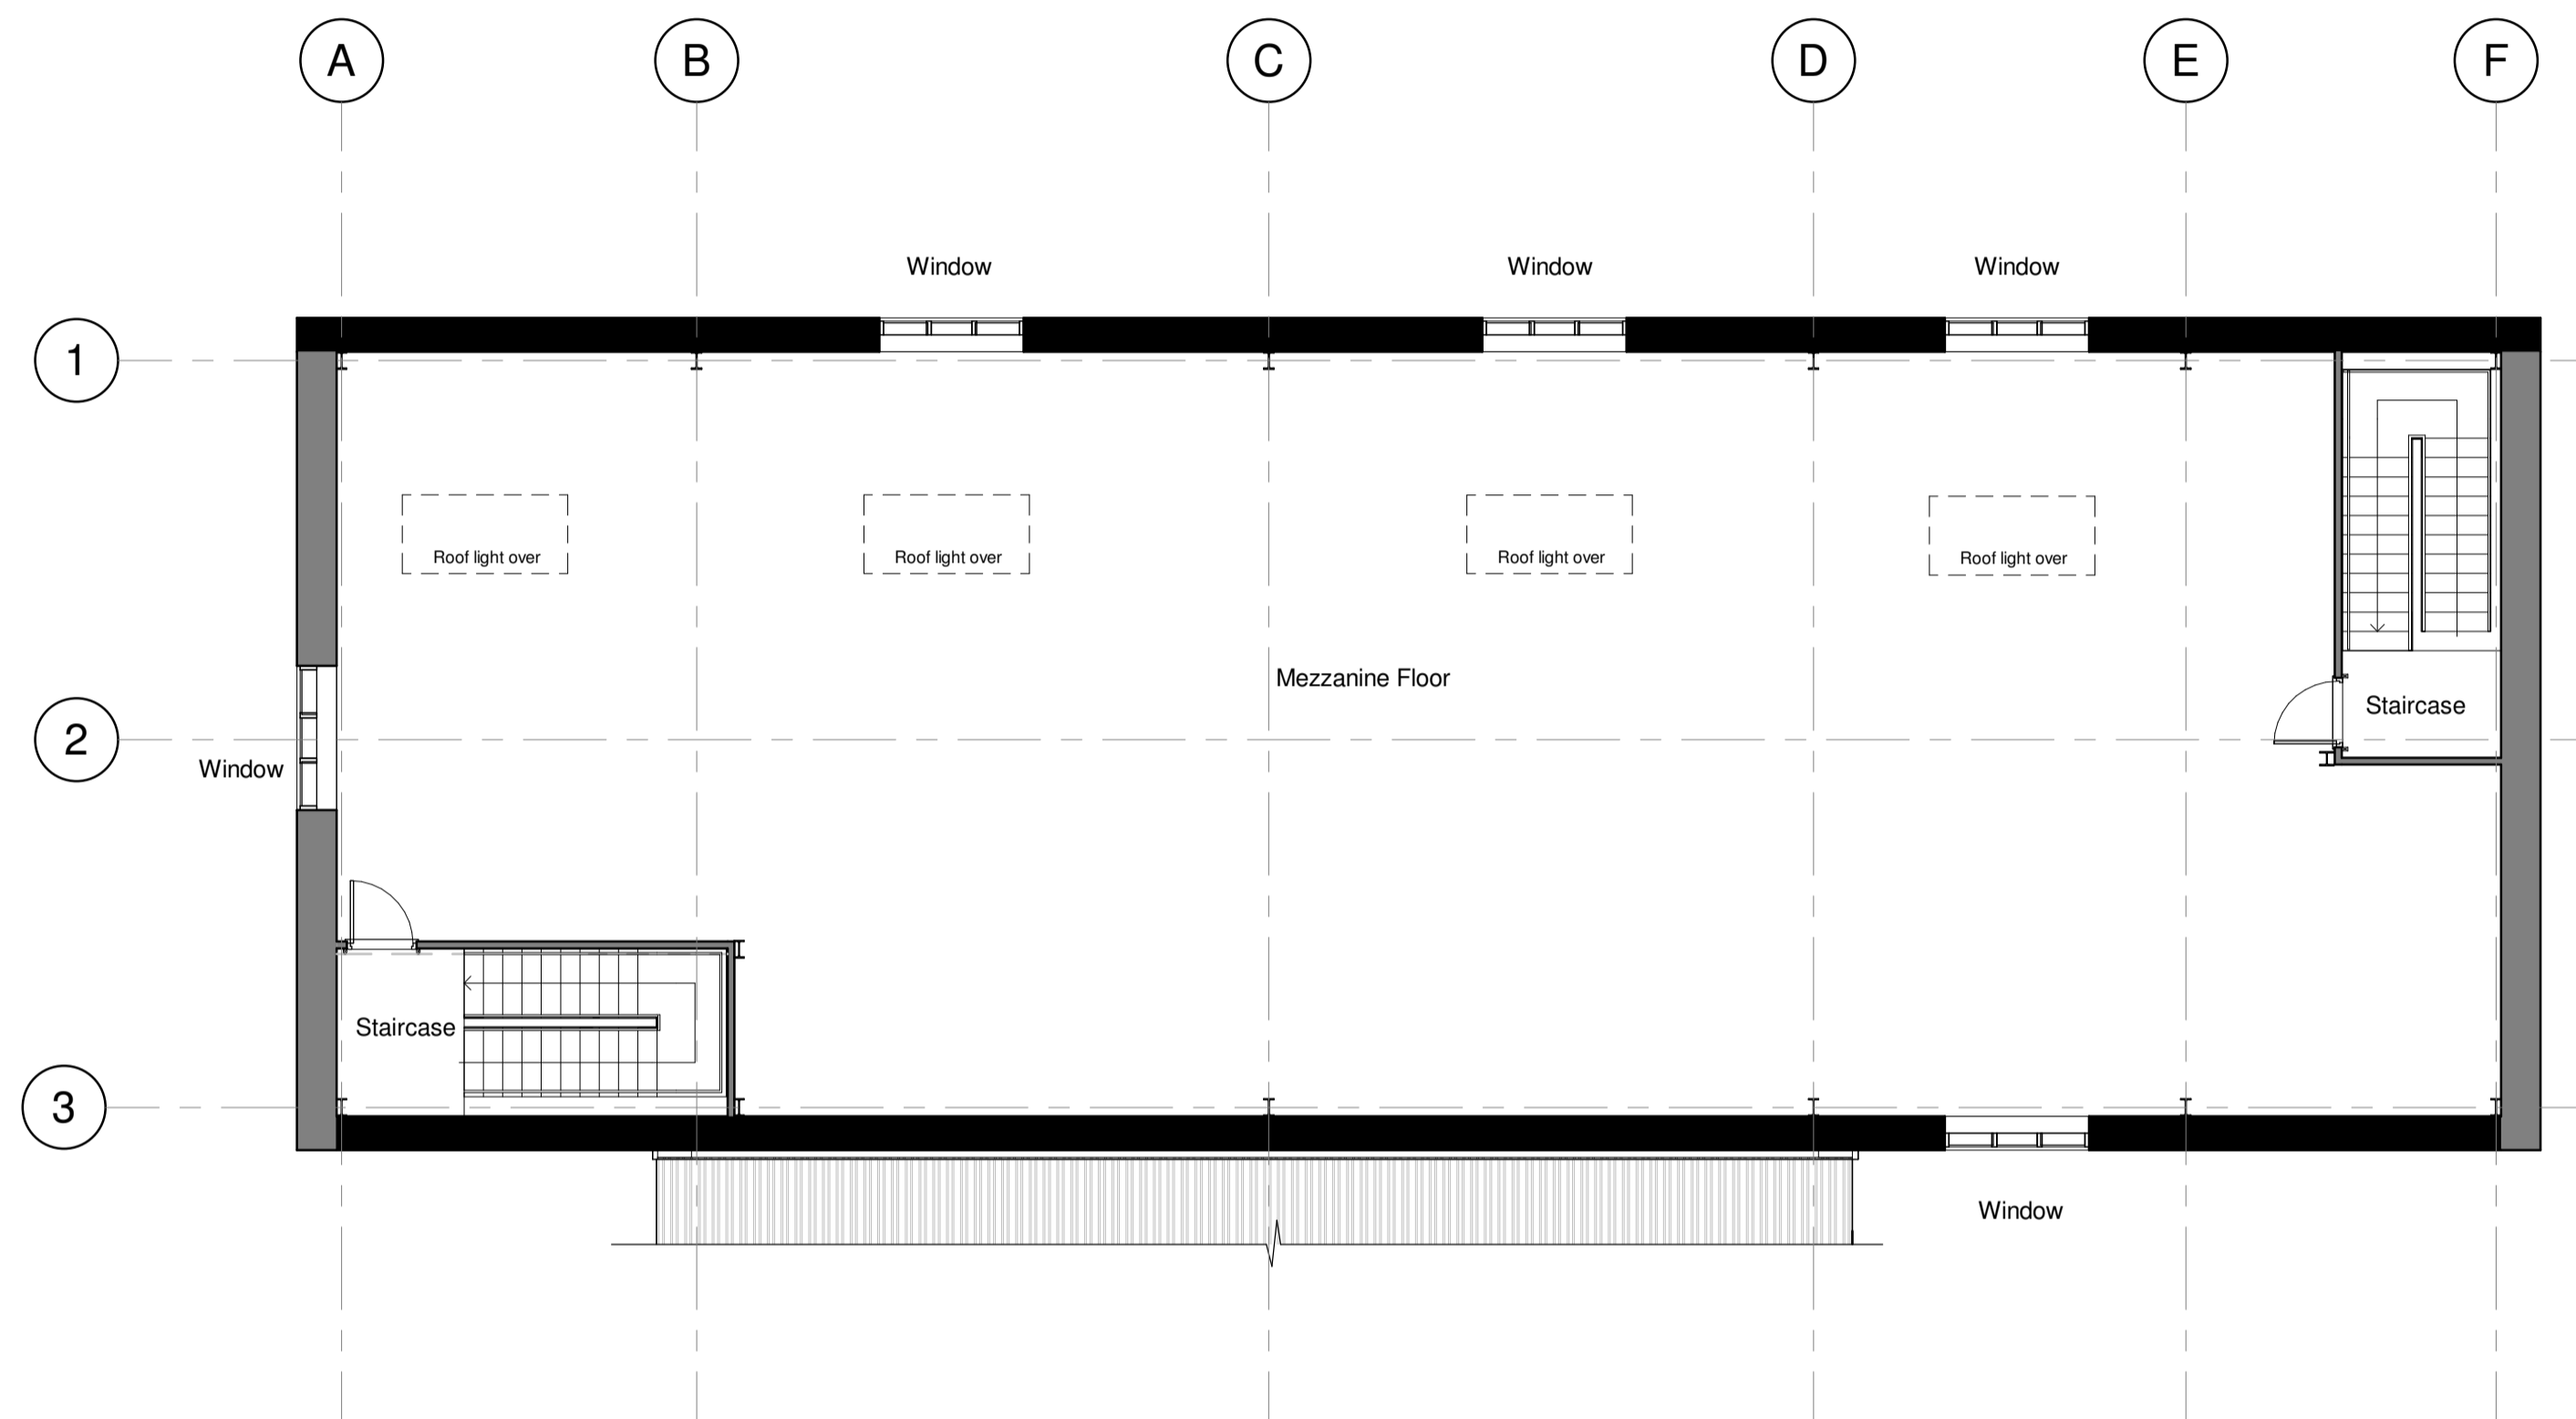 A
B
C
D
E
F
Window
Window
Window
1
Roof light over
Roof light over
Roof light over
Roof light over
Mezzanine Floor
Staircase
2
Window
Staircase
3
Window